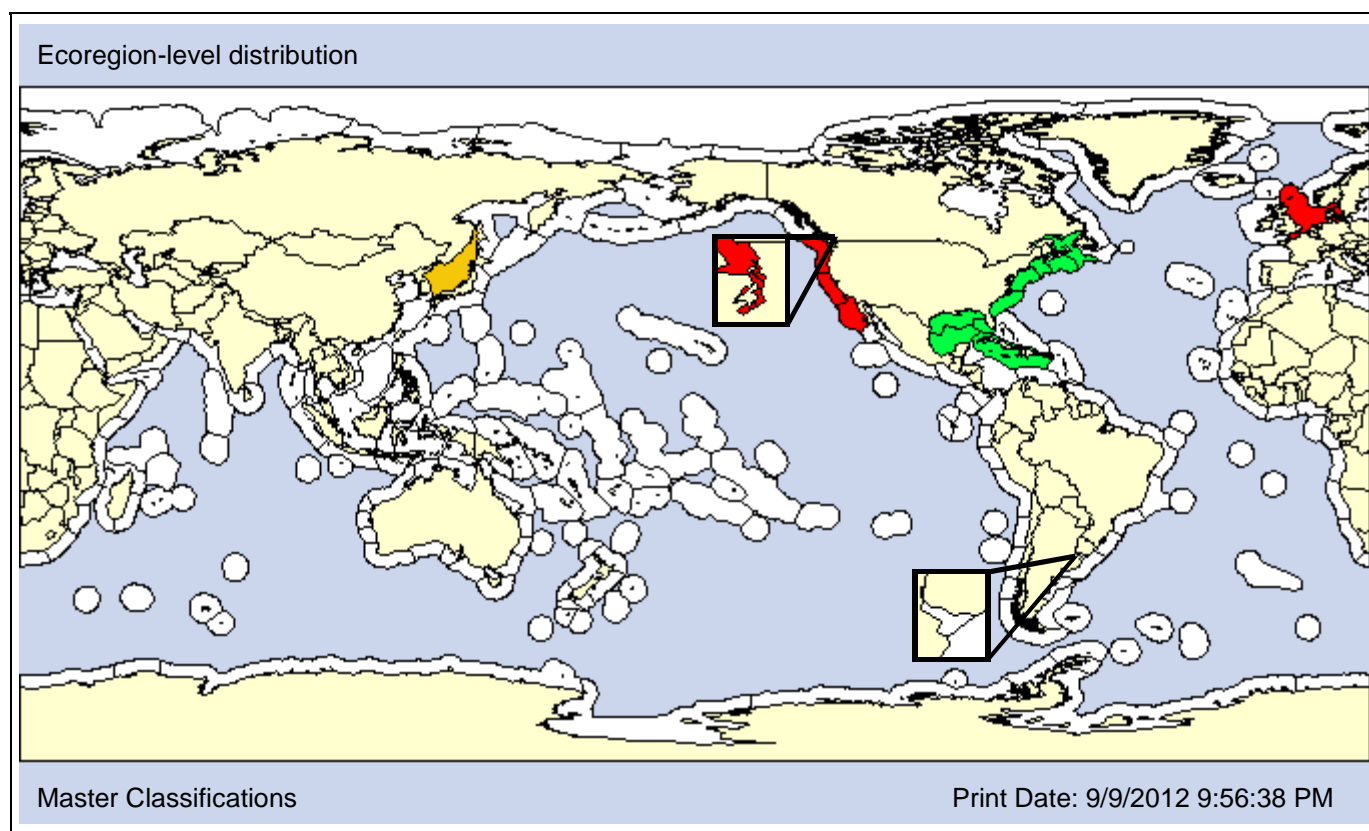 Ecoregion-level distribution
Master Classifications
Print Date: 9/9/2012 9:56:38 PM